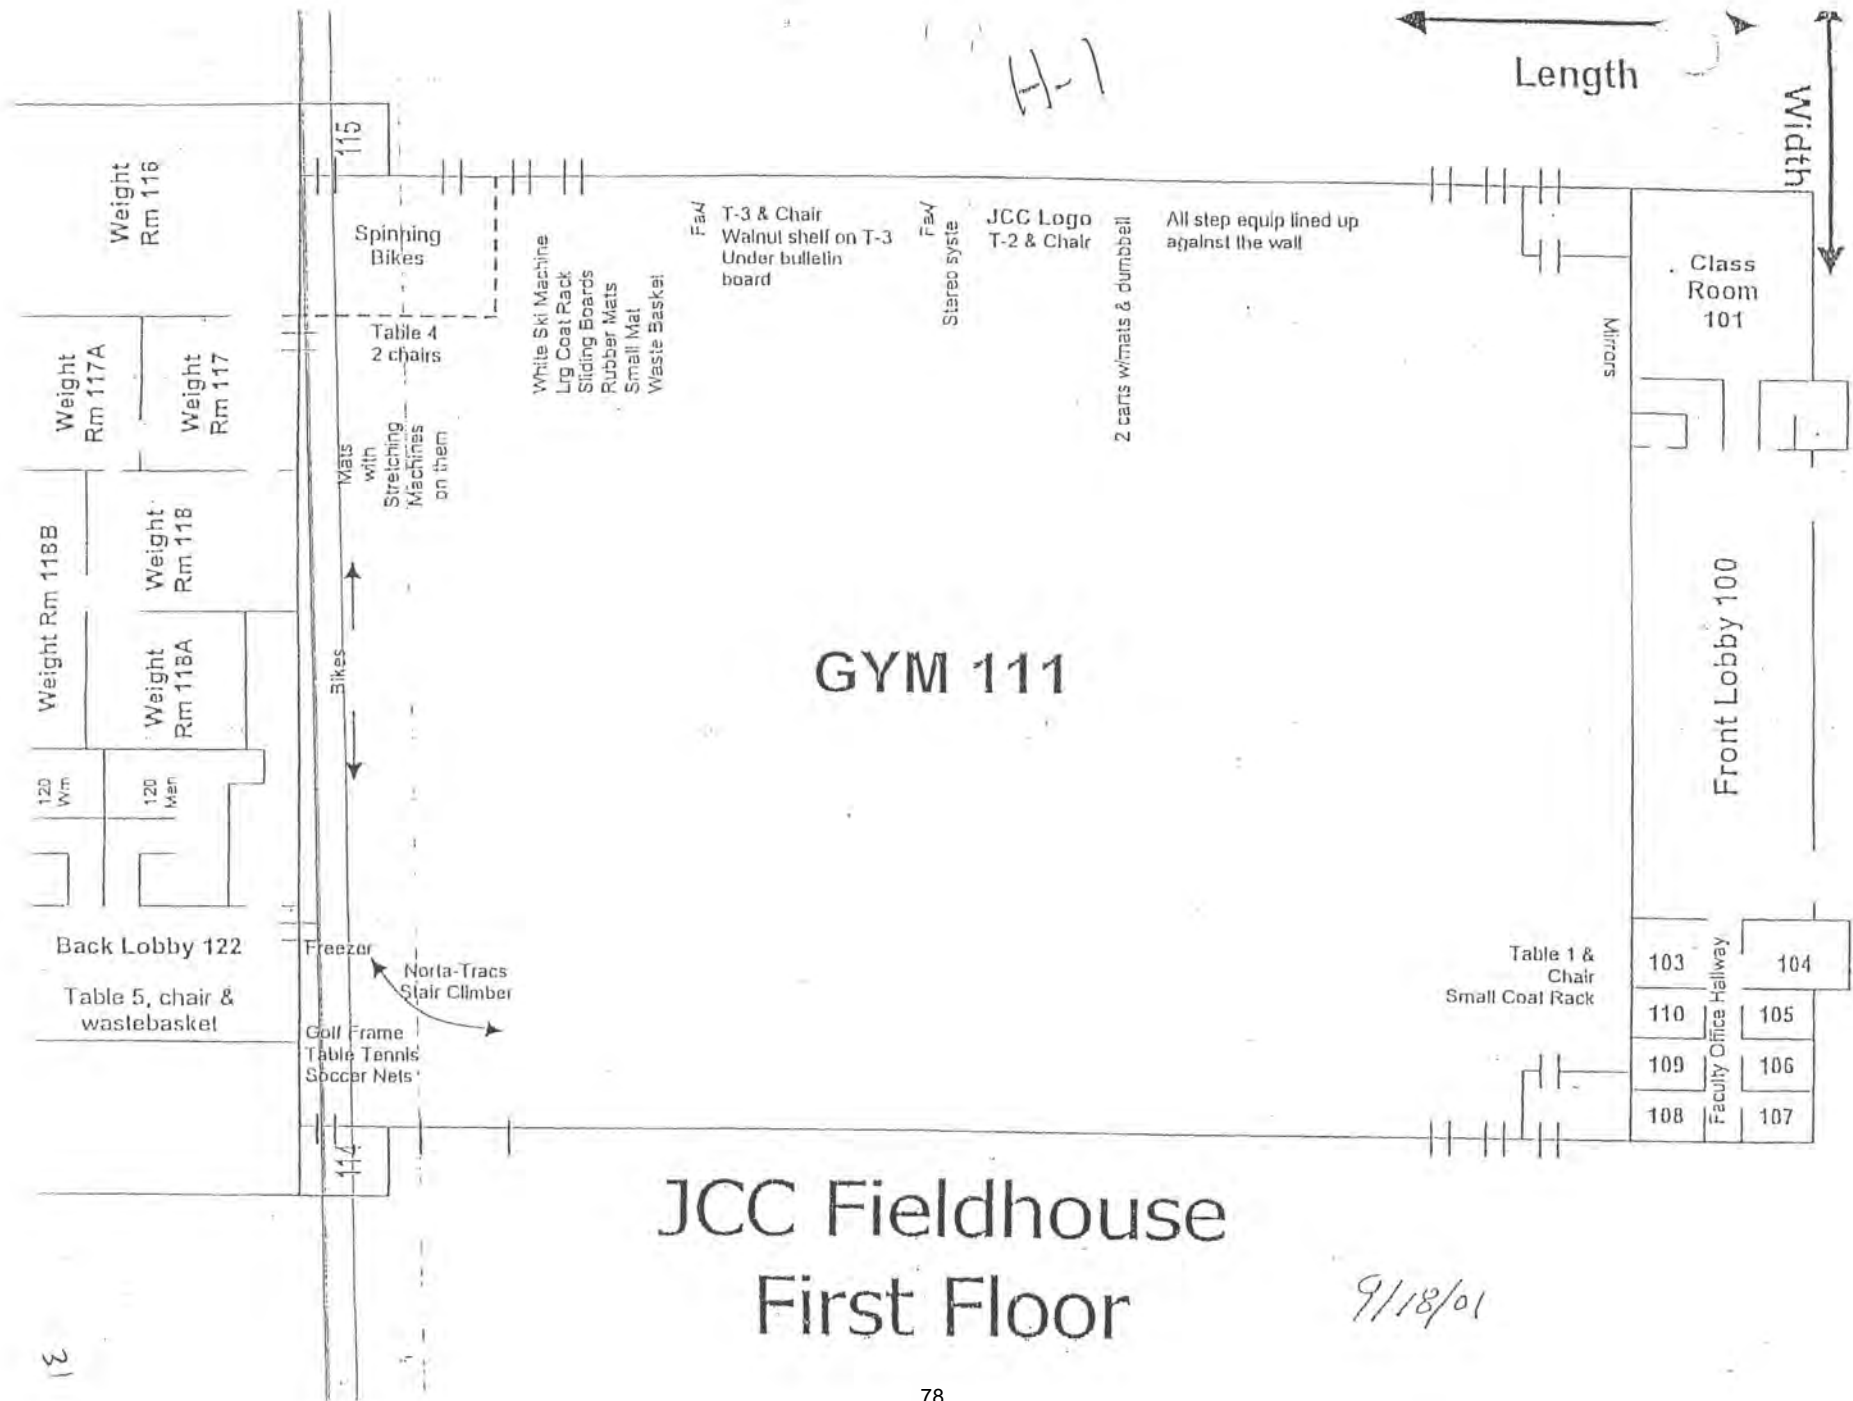 H-1
Length
Width
115
Weight
Rm 116
Spinning
Bikes
Table 4
2 chairs
White Ski Machine
Lrg Coat Rack
Sliding Boards
Rubber Mats
Small Mat
Waste Basket
T-3 & Chair
Walnut shelf on T-3
Under bulletin
board
Stereo syste
JCC Logo
T-2 & Chair
2 carts w/mats & dumbbell
All step equip lined up
against the wall
Mirrors
Class
Room
101
Weight
Rm 117A
Weight
Rm 117
Mats
with
Stretching
Machines
on them
Weight Rm 118B
Weight
Rm 118
Weight
Rm 118A
Bikes
GYM 111
Front Lobby 100
120
Wm
120
Men
Back Lobby 122
Table 5, chair &
wastebasket
Freezer
Norta-Tracs
Stair Climber
Golf Frame
Table Tennis
Soccer Nets
Table 1 &
Chair
Small Coat Rack
103
104
110
105
109
106
108
107
Faculty Office Hallway
114
JCC Fieldhouse
First Floor
9/18/01
31
78